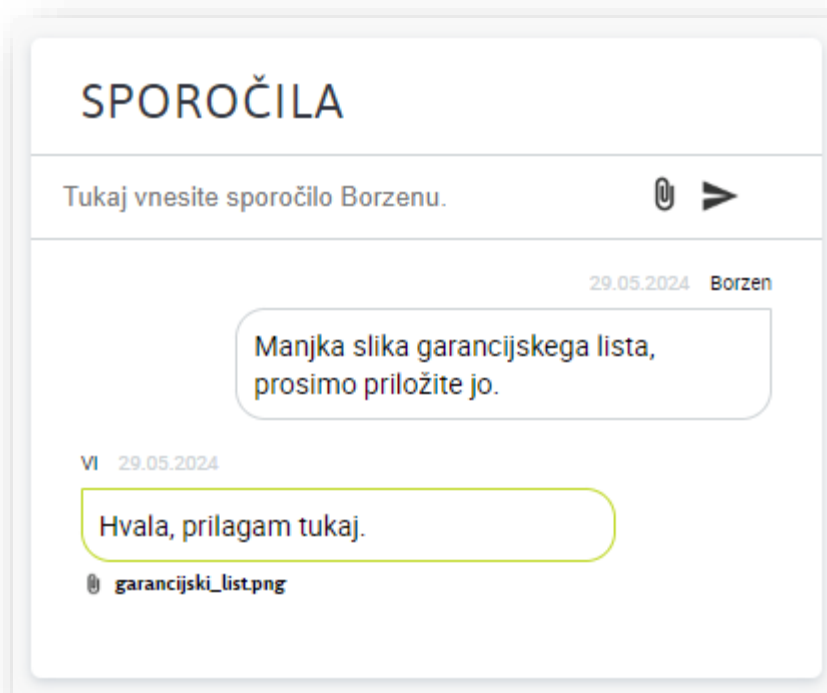 SPOROČILA
Tukaj vnesite sporočilo Borzenu.
29.05.2024 Borzen
Manjka slika garancijskega lista,
prosimo priložite jo.
VI 29.05.2024
Hvala, prilagam tukaj.
garancijski_list.png